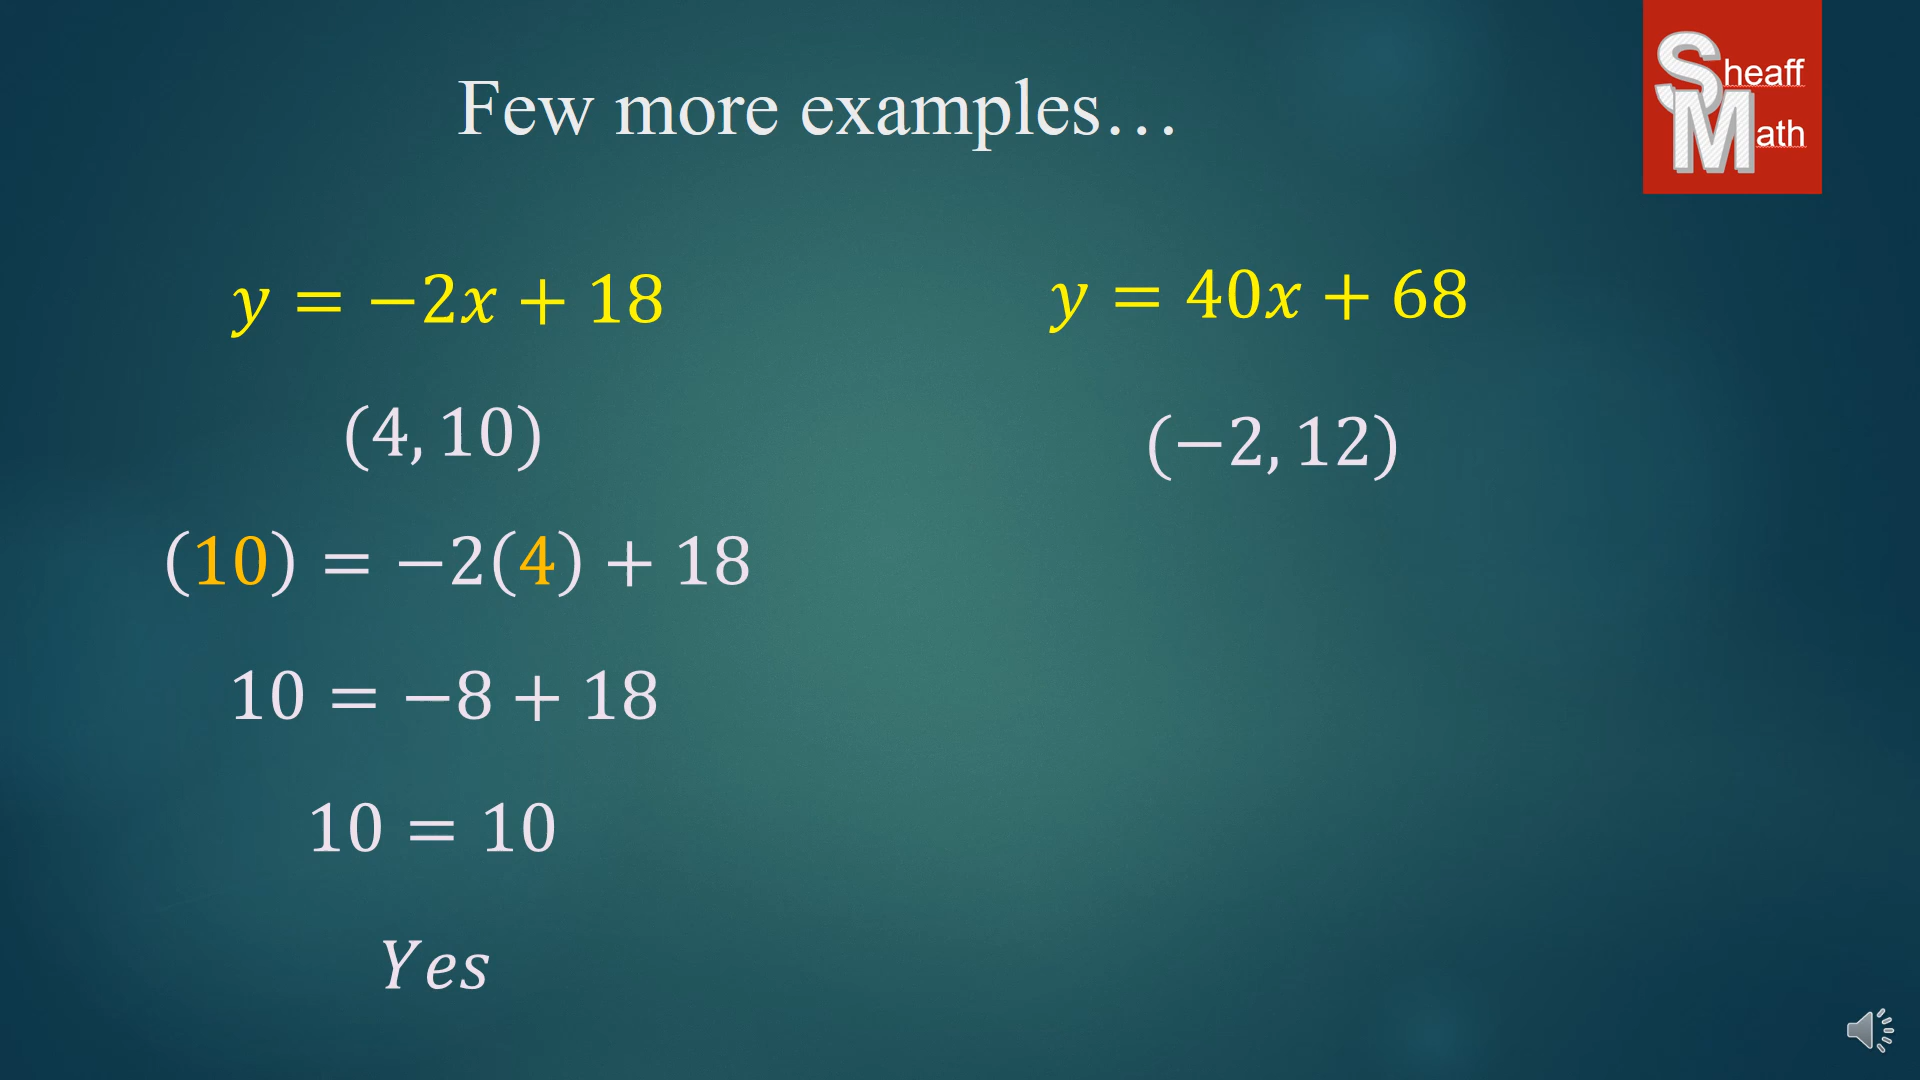 Few more examples…
Sheaff
Math
y = −2x + 18
(4, 10)
(10) = −2(4) + 18
10 = −8 + 18
10 = 10
Yes
y = 40x + 68
(−2, 12)